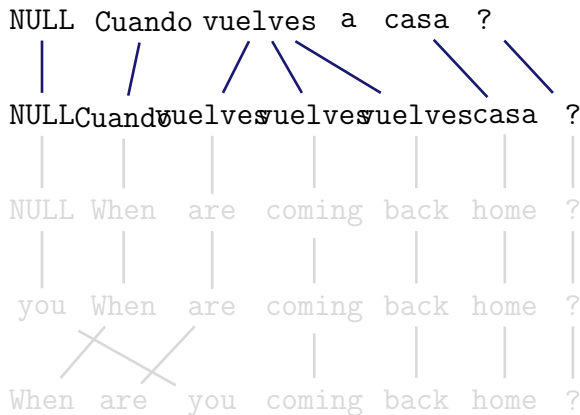 NULL Cuando vuelves a casa ?
NULL Cuando vuelves vuelves vuelves casa ?
NULL When are coming back home ?
you When are coming back home ?
When are you coming back home ?